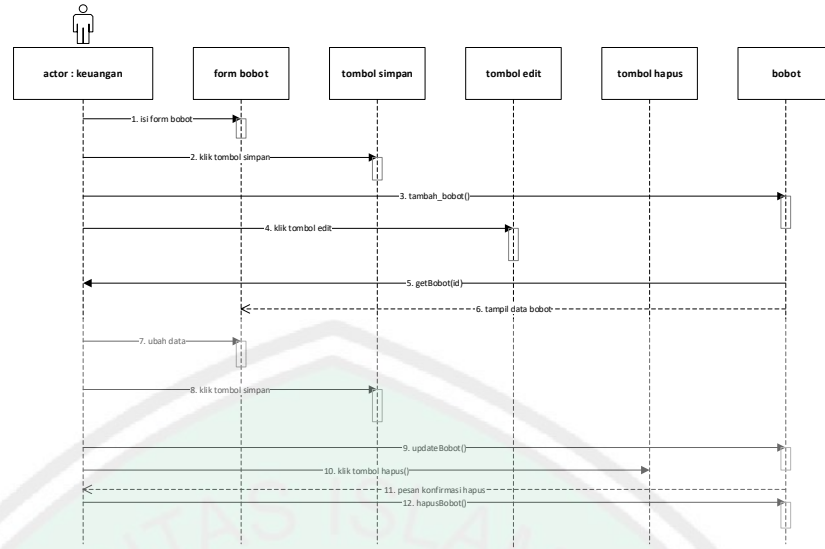 actor : keuangan
form bobot
tombol simpan
tombol edit
tombol hapus
bobot
1. isi form bobot
2. klik tombol simpan
3. tambah_bobot()
4. klik tombol edit
5. getBobot(id)
6. tampil data bobot
7. ubah data
8. klik tombol simpan
9. updateBobot()
10. klik tombol hapus()
11. pesan konfirmasi hapus
12. hapusBobot()
ITAS ISLA